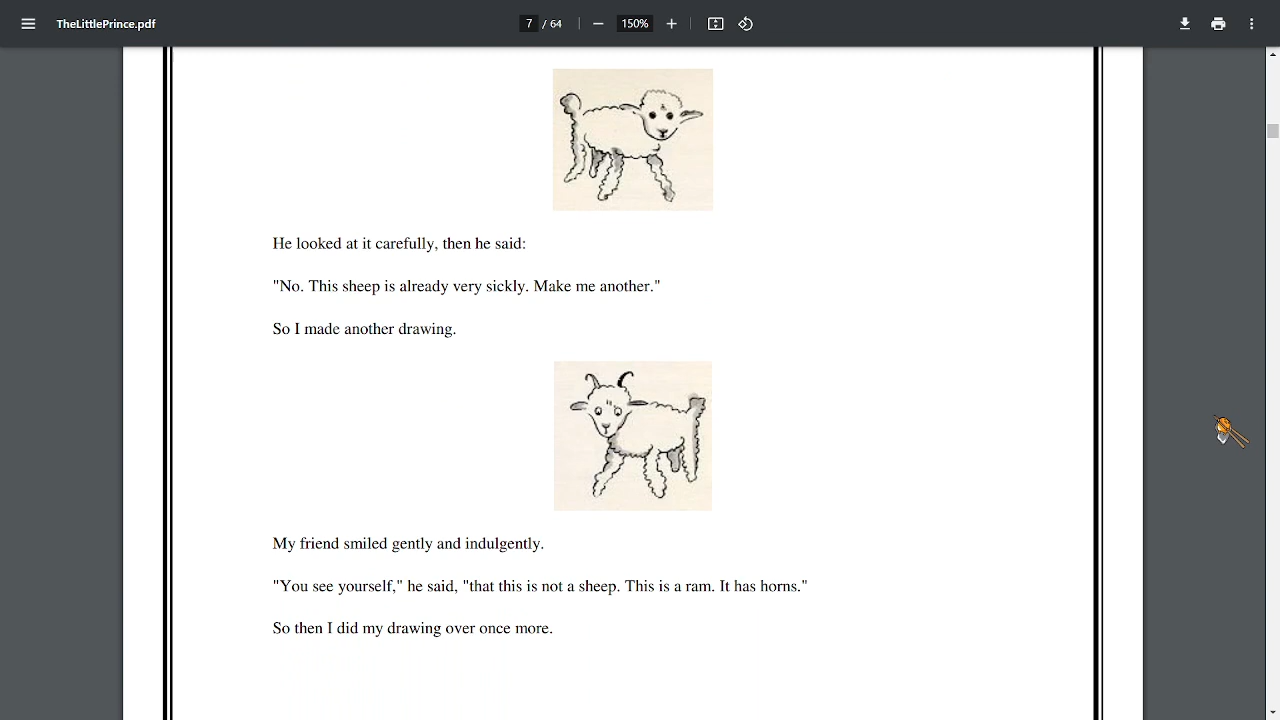 TheLittlePrince.pdf
7 / 64
150%
He looked at it carefully, then he said:
"No. This sheep is already very sickly. Make me another."
So I made another drawing.
My friend smiled gently and indulgently.
"You see yourself," he said, "that this is not a sheep. This is a ram. It has horns."
So then I did my drawing over once more.